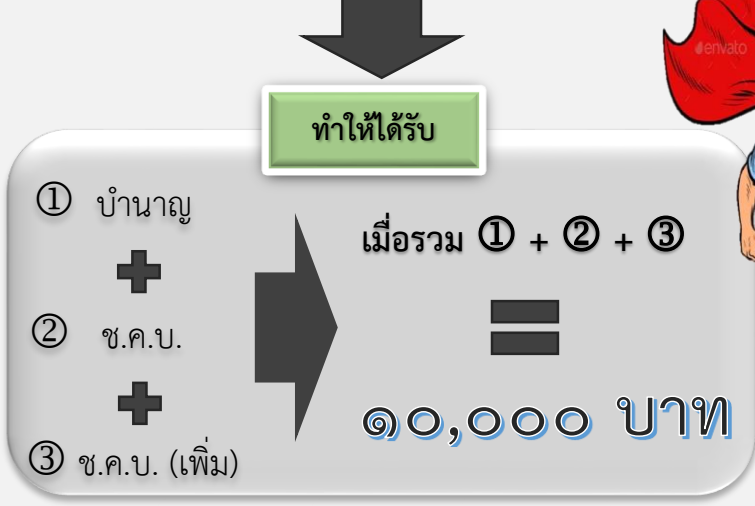 envato
ทำให้ได้รับ
① บำนาญ
② ช.ค.บ.
③ ช.ค.บ. (เพิ่ม)
เมื่อรวม ① + ② + ③
=
๑๐,๐๐๐ บาท